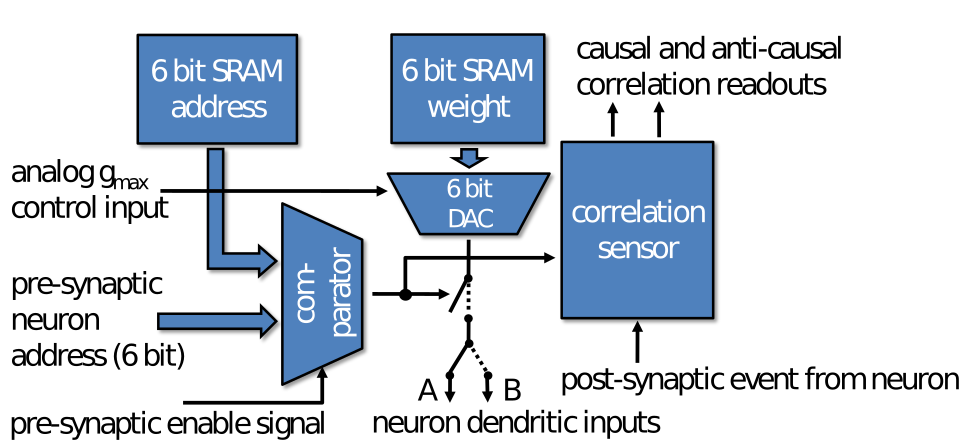 6 bit SRAM
address
6 bit SRAM
weight
causal and anti-causal
correlation readouts
analog gmax
control input
6 bit
DAC
correlation
sensor
com-
parator
pre-synaptic
neuron
address (6 bit)
pre-synaptic enable signal
A
B
neuron dendritic inputs
post-synaptic event from neuron